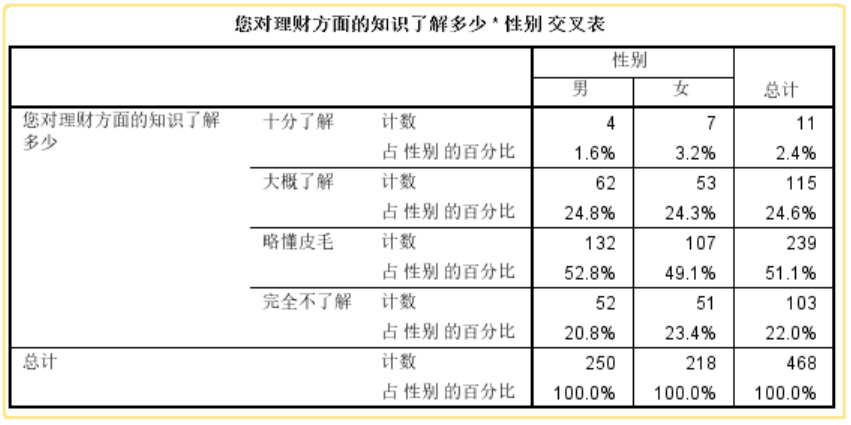 您对理财方面的知识了解多少 * 性别 交叉表
性别
男 女 总计
您对理财方面的知识了解 十分了解 计数 4 7 11
多少 占 性别 的百分比 1.6% 3.2% 2.4%
大概了解 计数 62 53 115
占 性别 的百分比 24.8% 24.3% 24.6%
略懂皮毛 计数 132 107 239
占 性别 的百分比 52.8% 49.1% 51.1%
完全不了解 计数 52 51 103
占 性别 的百分比 20.8% 23.4% 22.0%
总计 计数 250 218 468
占 性别 的百分比 100.0% 100.0% 100.0%